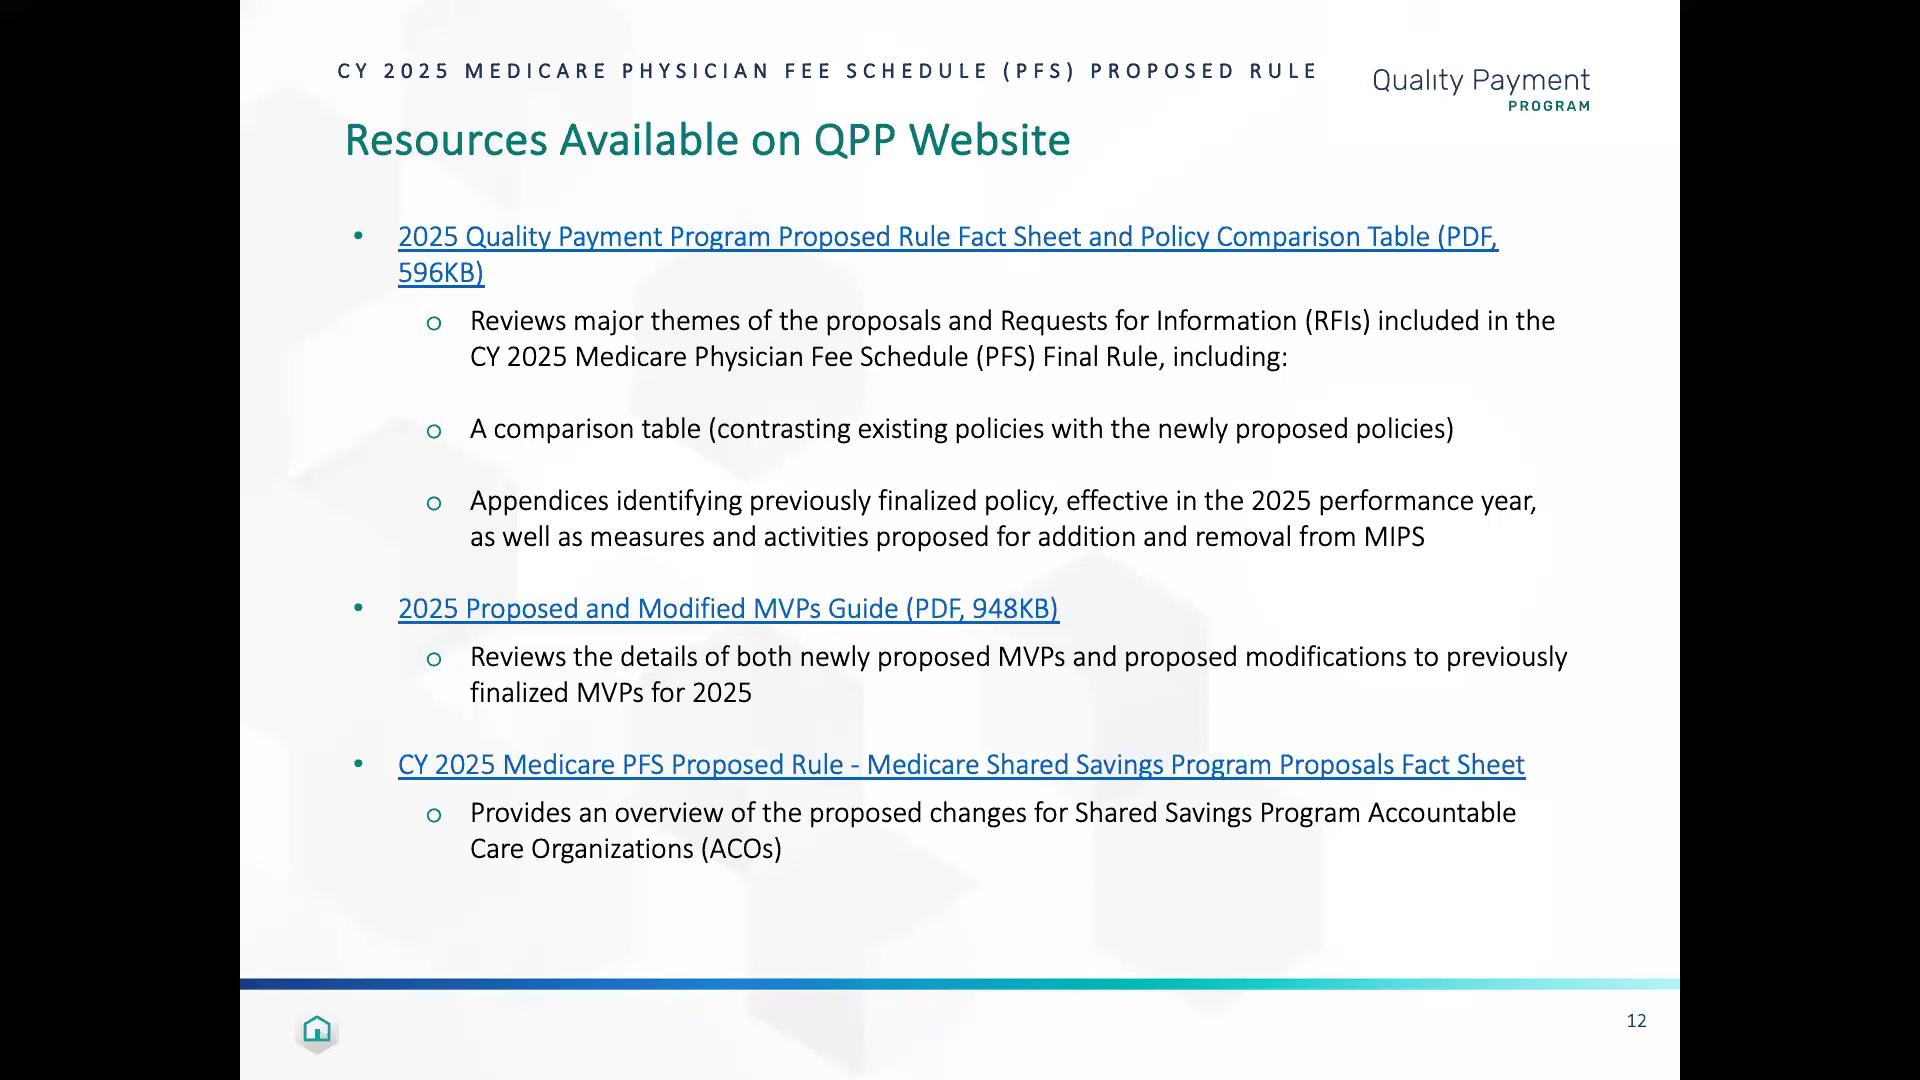 CY 2025 MEDICARE PHYSICIAN FEE SCHEDULE (PFS) PROPOSED RULE
Quality Payment
PROGRAM
Resources Available on QPP Website
• 2025 Quality Payment Program Proposed Rule Fact Sheet and Policy Comparison Table (PDF,
596KB)
o Reviews major themes of the proposals and Requests for Information (RFIs) included in the
CY 2025 Medicare Physician Fee Schedule (PFS) Final Rule, including:
o A comparison table (contrasting existing policies with the newly proposed policies)
o Appendices identifying previously finalized policy, effective in the 2025 performance year,
as well as measures and activities proposed for addition and removal from MIPS
• 2025 Proposed and Modified MVPs Guide (PDF, 948KB)
o Reviews the details of both newly proposed MVPs and proposed modifications to previously
finalized MVPs for 2025
• CY 2025 Medicare PFS Proposed Rule - Medicare Shared Savings Program Proposals Fact Sheet
o Provides an overview of the proposed changes for Shared Savings Program Accountable
Care Organizations (ACOs)
12